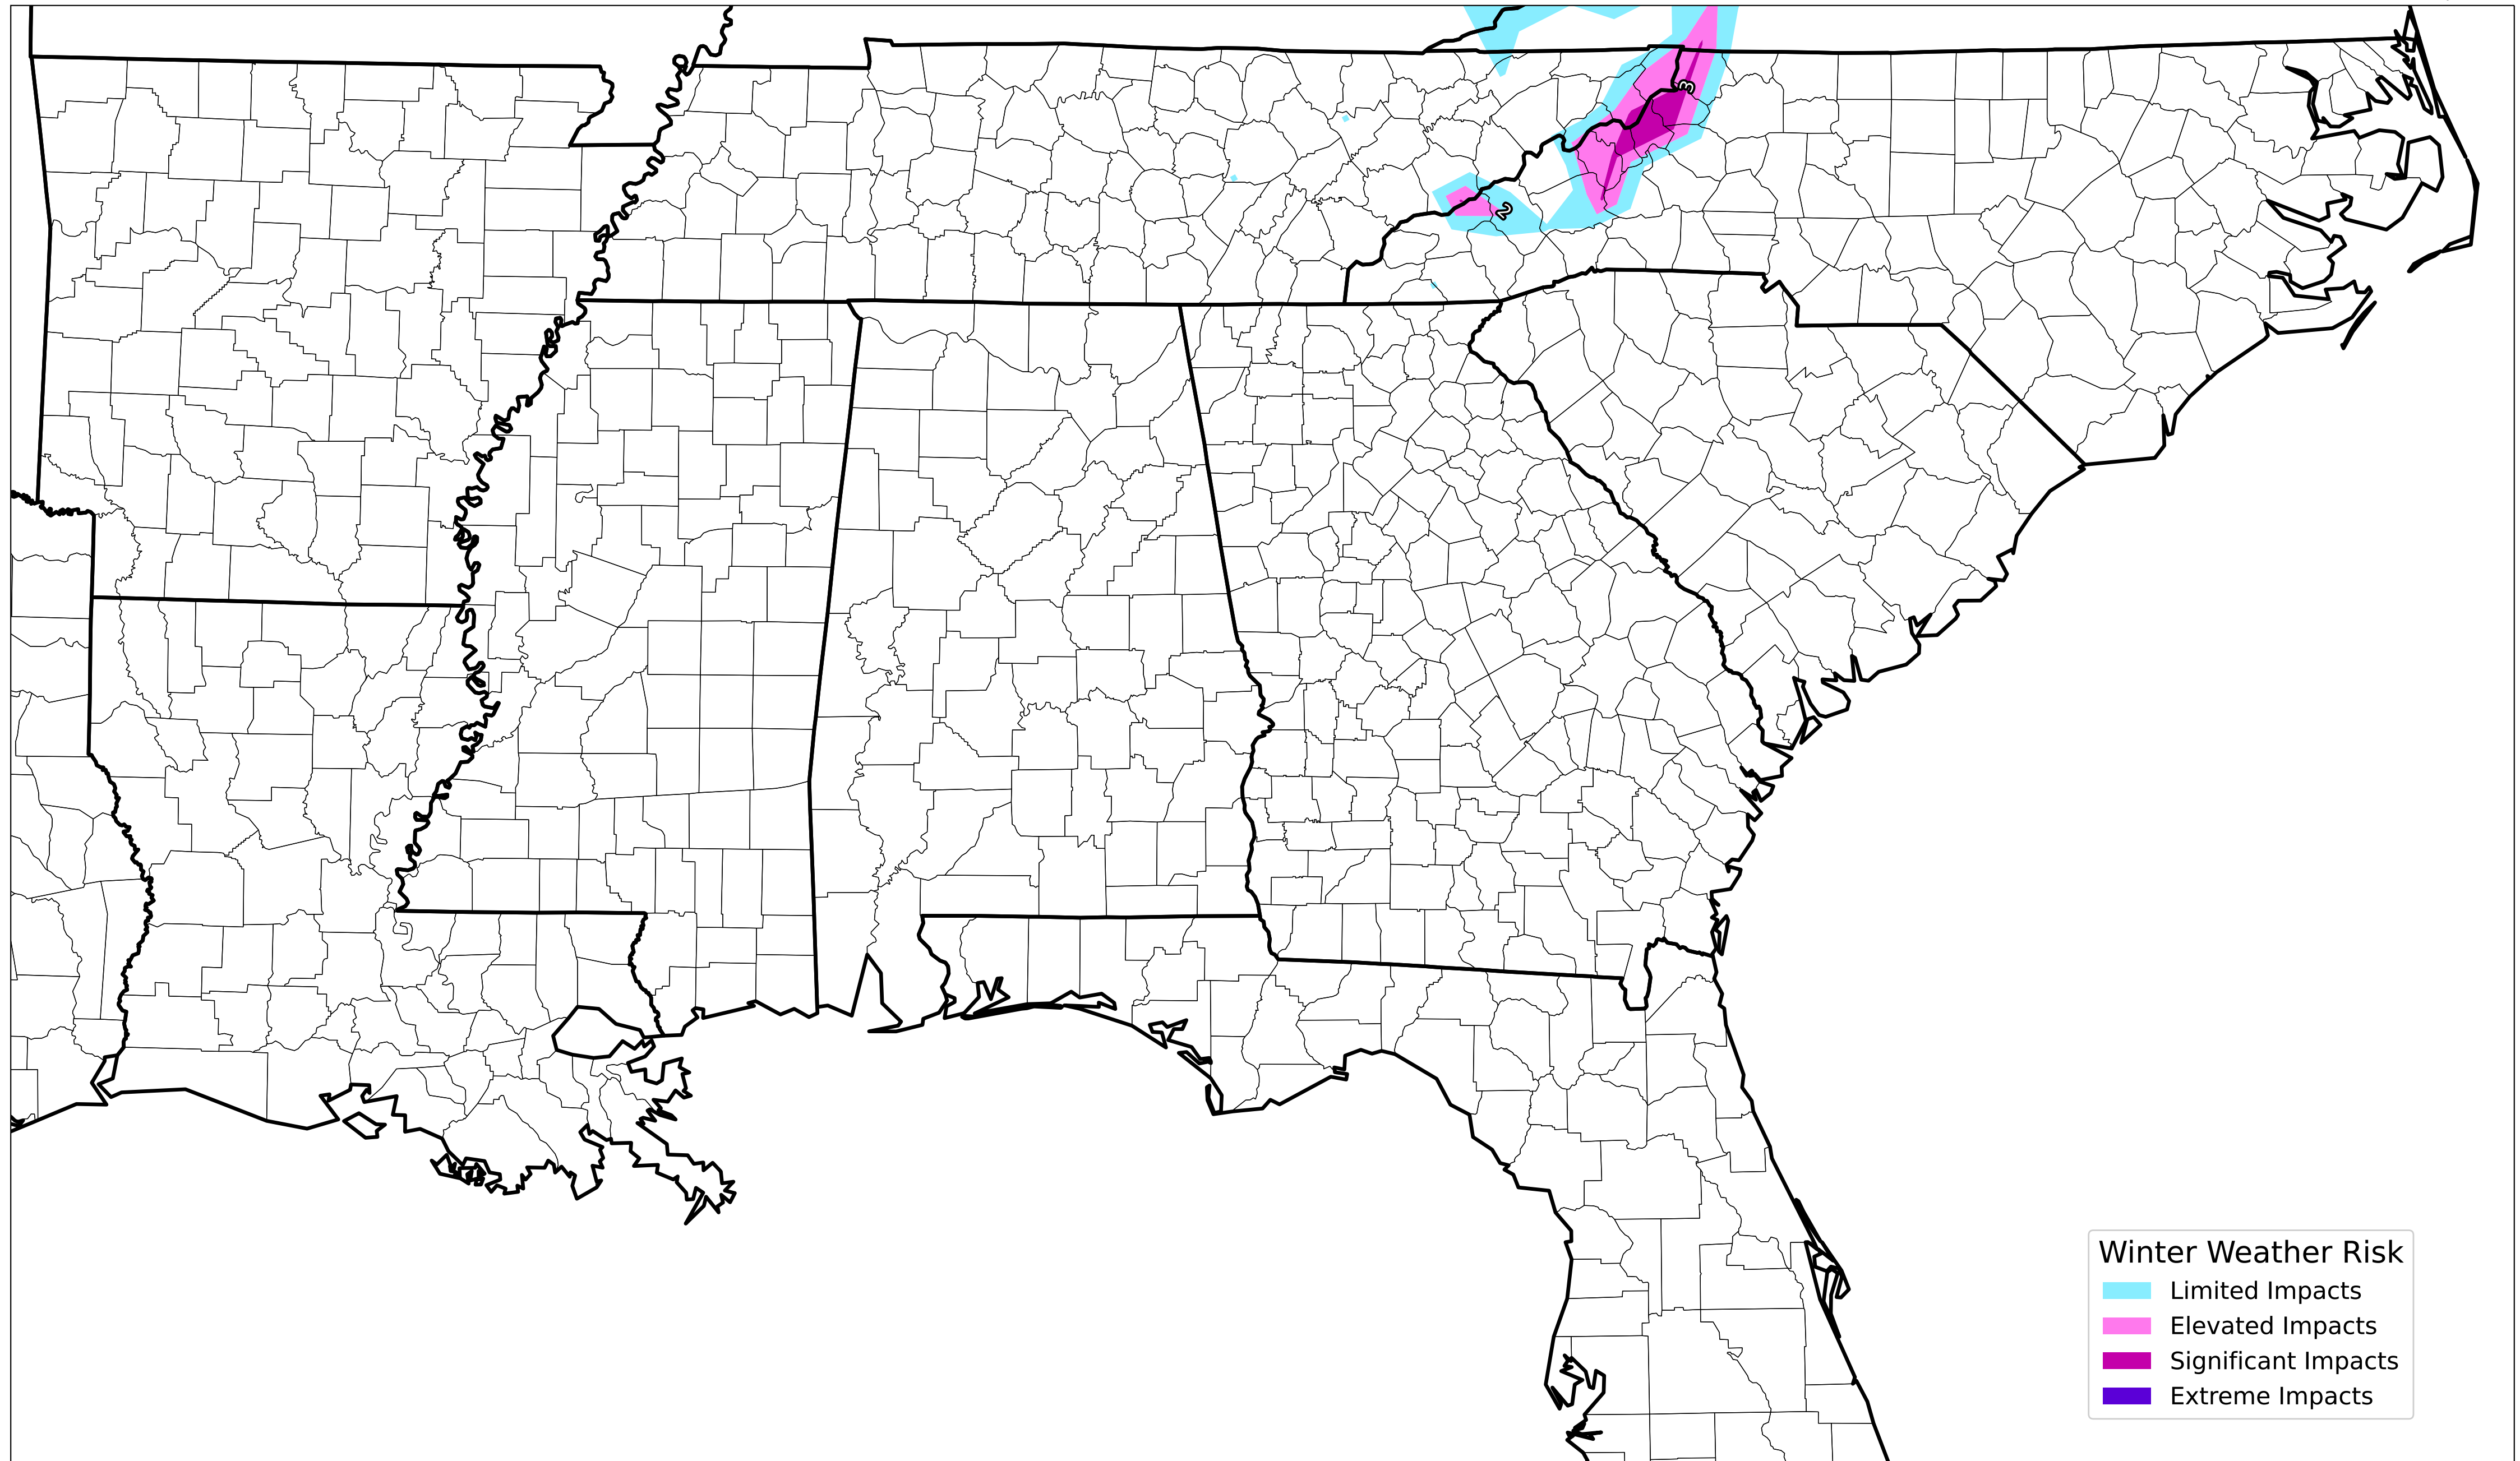 3
2
Winter Weather Risk
Limited Impacts
Elevated Impacts
Significant Impacts
Extreme Impacts